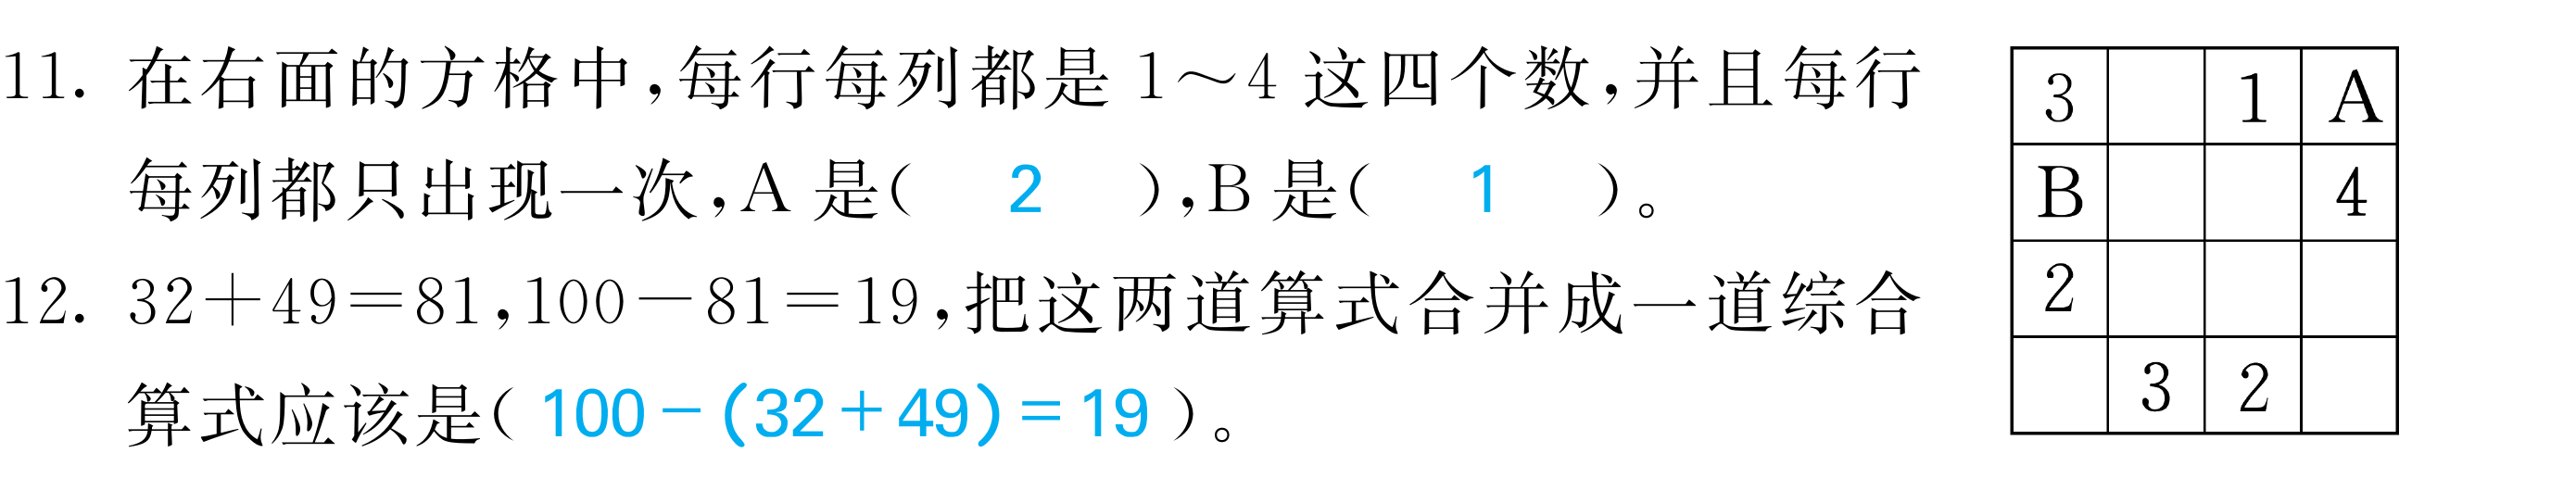 11. 在右面的方格中,每行每列都是 1～4 这四个数,并且每行
每列都只出现一次,A 是( 2 ),B 是( 1 )。
12. 32+49=81,100-81=19,把这两道算式合并成一道综合
算式应该是( 100-(32+49)=19 )。
3 1 A
B 4
2
3 2